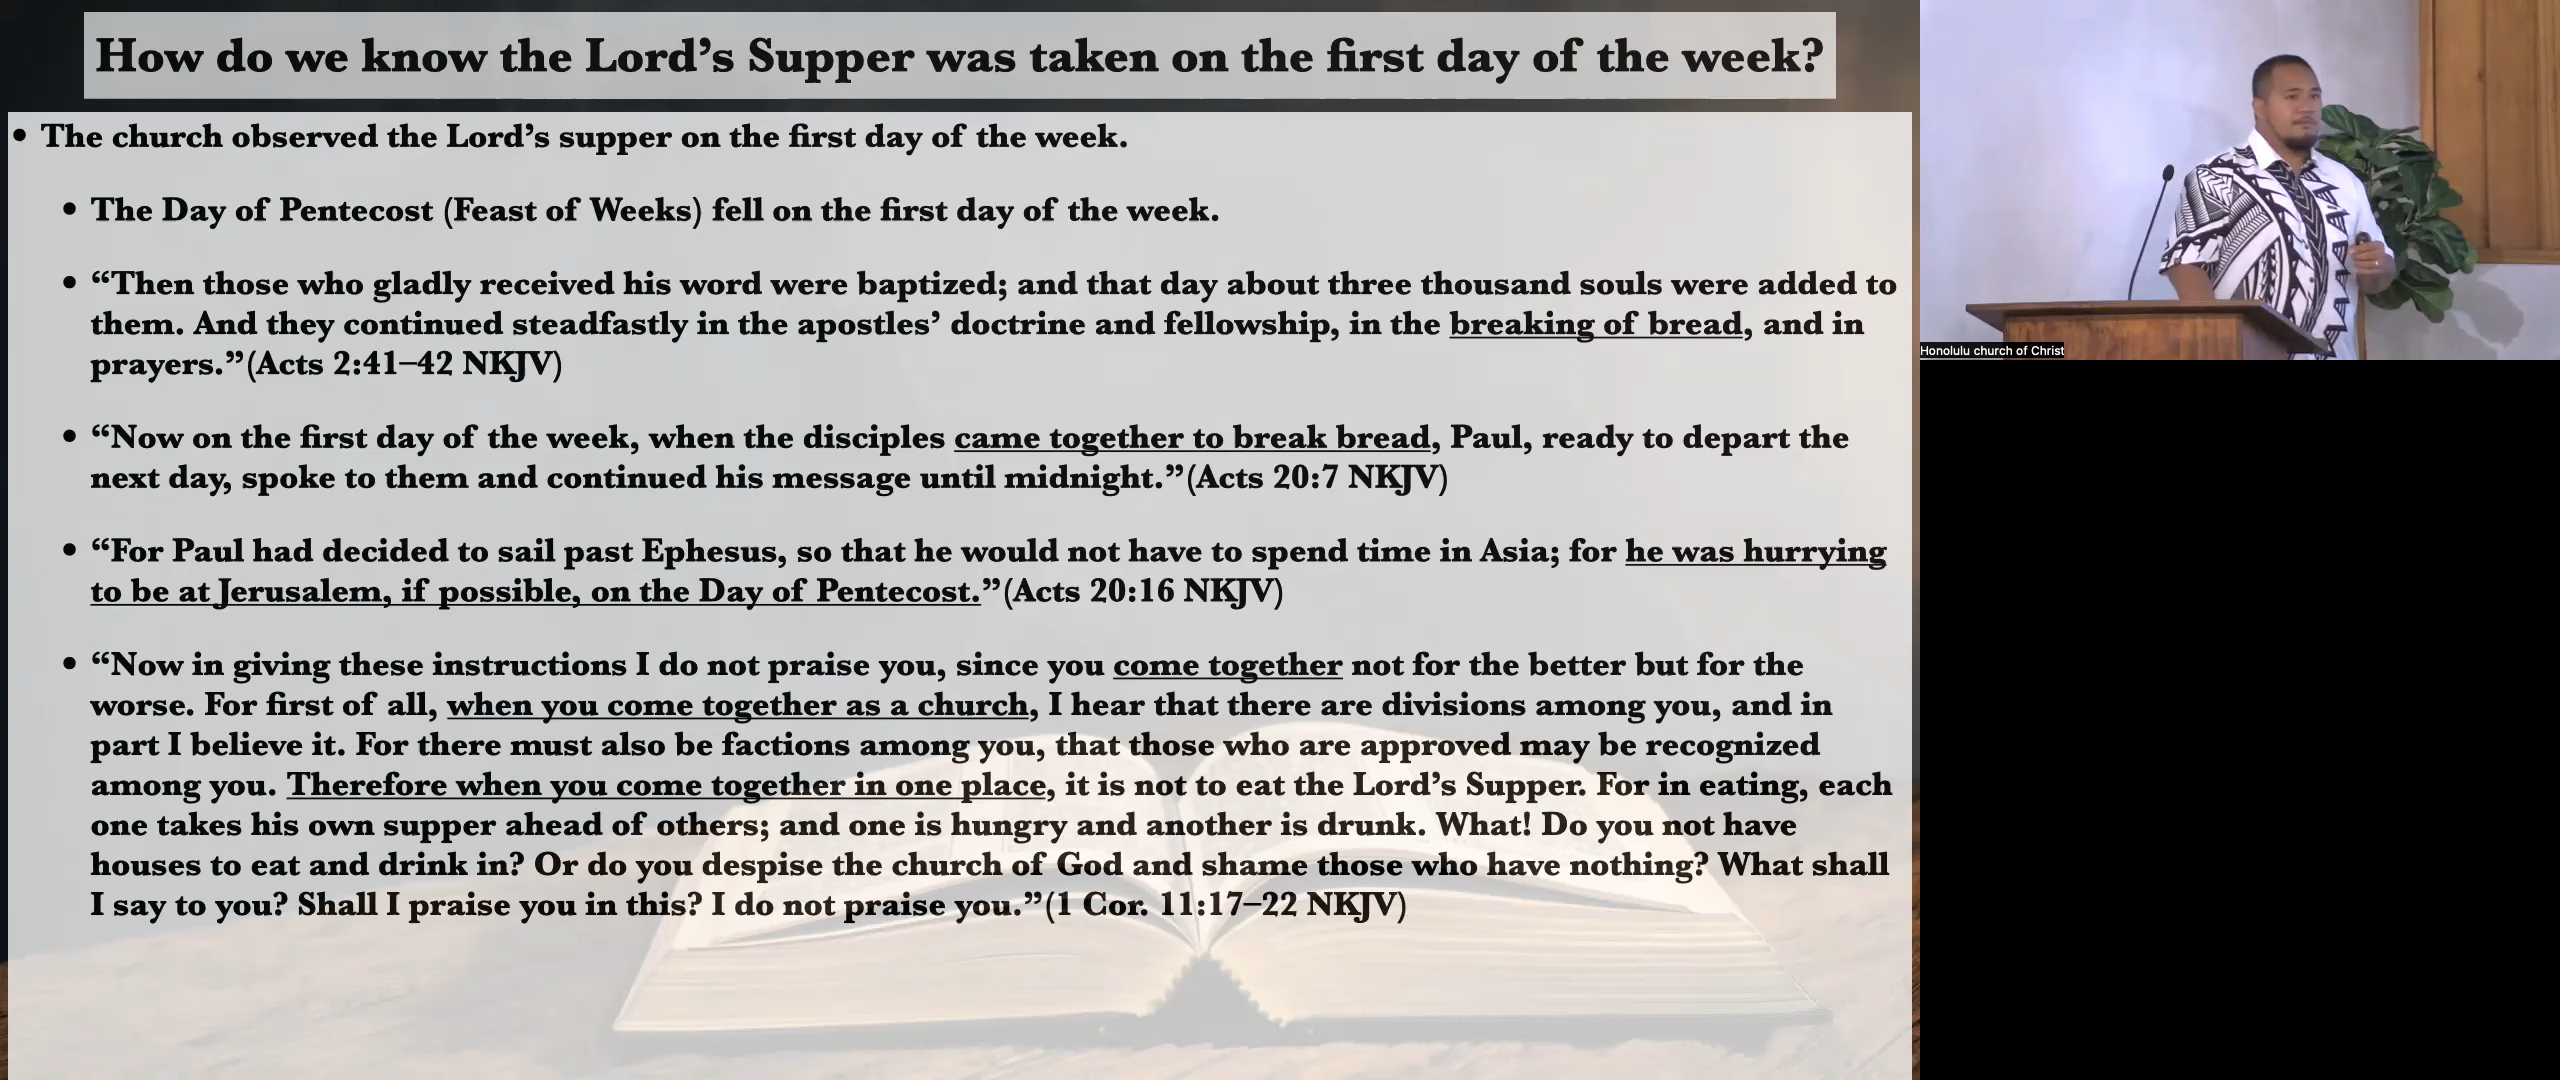 How do we know the Lord’s Supper was taken on the first day of the week?
• The church observed the Lord’s supper on the first day of the week.
• The Day of Pentecost (Feast of Weeks) fell on the first day of the week.
• “Then those who gladly received his word were baptized; and that day about three thousand souls were added to
them. And they continued steadfastly in the apostles’ doctrine and fellowship, in the breaking of bread, and in
prayers.”(Acts 2:41–42 NKJV)
• “Now on the first day of the week, when the disciples came together to break bread, Paul, ready to depart the
next day, spoke to them and continued his message until midnight.”(Acts 20:7 NKJV)
• “For Paul had decided to sail past Ephesus, so that he would not have to spend time in Asia; for he was hurrying
to be at Jerusalem, if possible, on the Day of Pentecost.”(Acts 20:16 NKJV)
• “Now in giving these instructions I do not praise you, since you come together not for the better but for the
worse. For first of all, when you come together as a church, I hear that there are divisions among you, and in
part I believe it. For there must also be factions among you, that those who are approved may be recognized
among you. Therefore when you come together in one place, it is not to eat the Lord’s Supper. For in eating, each
one takes his own supper ahead of others; and one is hungry and another is drunk. What! Do you not have
houses to eat and drink in? Or do you despise the church of God and shame those who have nothing? What shall
I say to you? Shall I praise you in this? I do not praise you.”(1 Cor. 11:17–22 NKJV)
Honolulu church of Christ